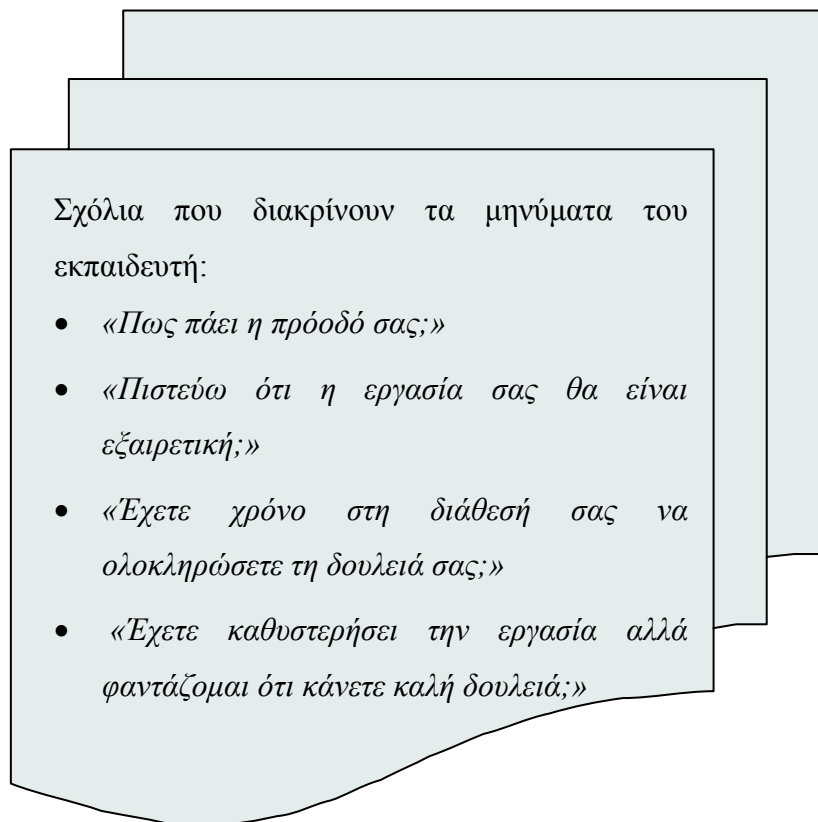 Σχόλια που διακρίνουν τα μηνύματα του
εκπαιδευτή:
• «Πως πάει η πρόοδό σας;»
• «Πιστεύω ότι η εργασία σας θα είναι
εξαιρετική;»
• «Έχετε χρόνο στη διάθεσή σας να
ολοκληρώσετε τη δουλειά σας;»
• «Έχετε καθυστερήσει την εργασία αλλά
φαντάζομαι ότι κάνετε καλή δουλειά;»